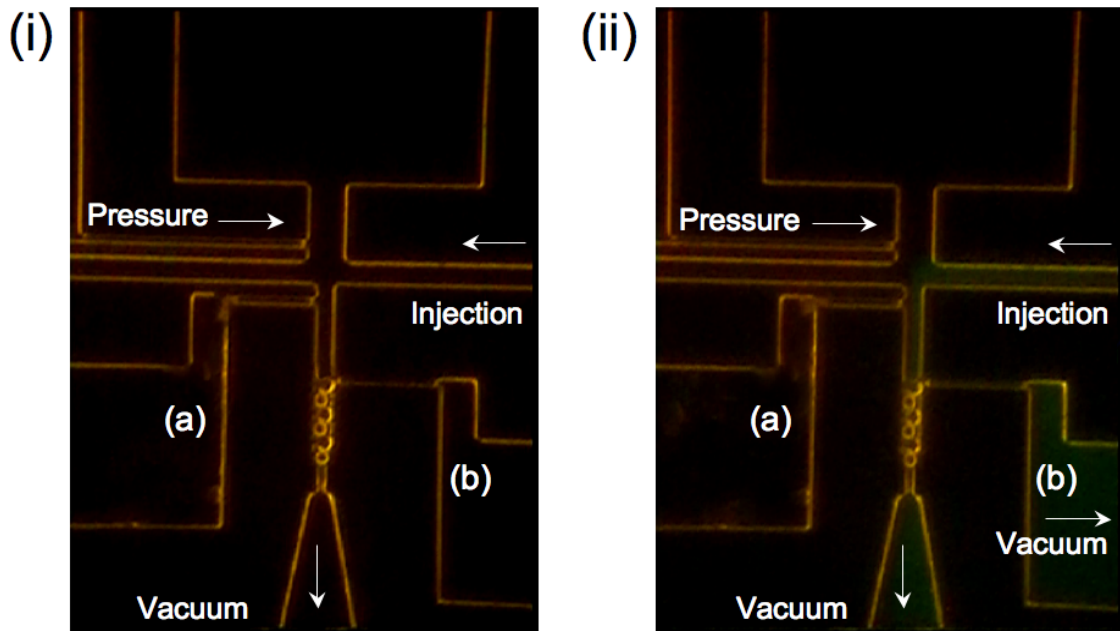 (i)
Pressure
Injection
(a)
(b)
Vacuum
(ii)
Pressure
Injection
(a)
(b)
Vacuum
Vacuum